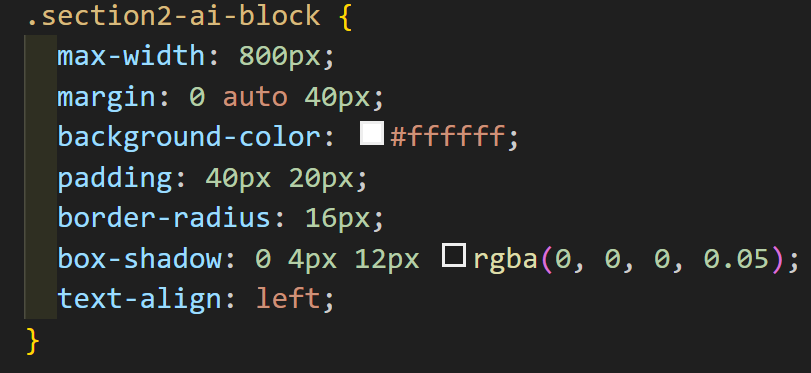 .section2-ai-block {
max-width: 800px;
margin: 0 auto 40px;
background-color: #ffffff;
padding: 40px 20px;
border-radius: 16px;
box-shadow: 0 4px 12px rgba(0, 0, 0, 0.05);
text-align: left;
}